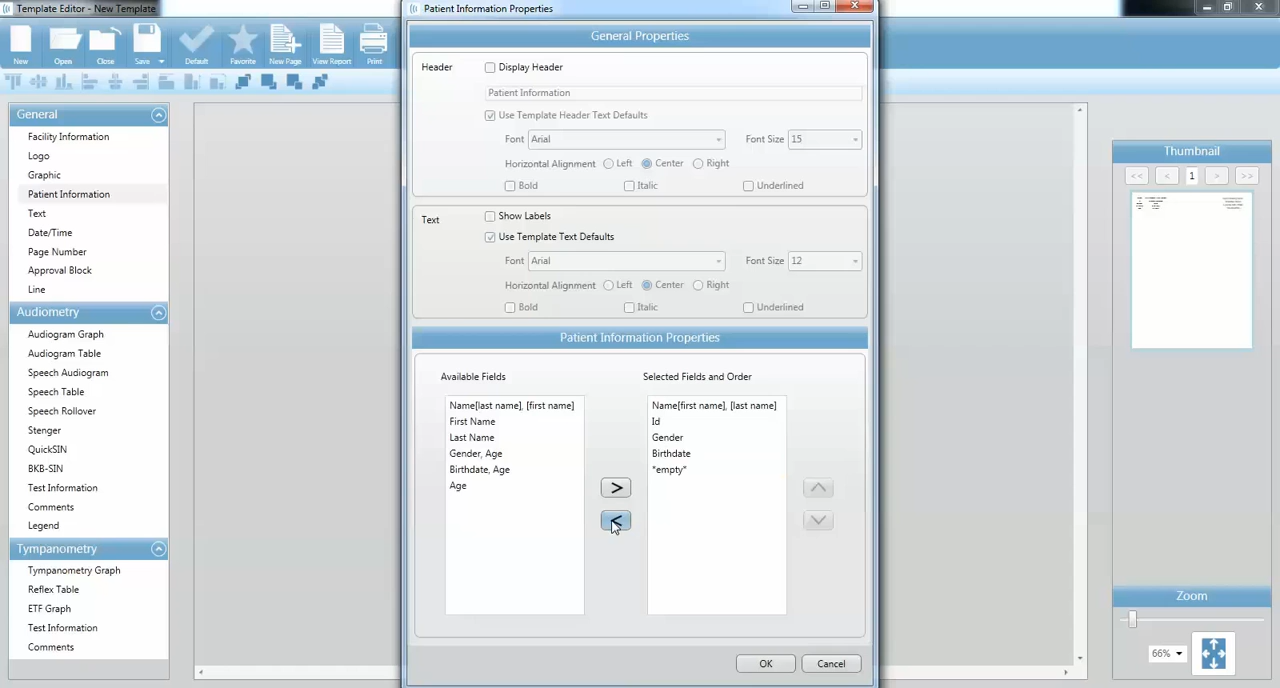 Template Editor - New Template
Patient Information Properties
New
Open
Close
Save
Default
Favorite
New Page
View Report
Print
General
Facility Information
Logo
Graphic
Patient Information
Text
Date/Time
Page Number
Approval Block
Line
Audiometry
Audiogram Graph
Audiogram Table
Speech Audiogram
Speech Table
Speech Rollover
Stenger
QuickSIN
BKB-SIN
Test Information
Comments
Legend
Tympanometry
Tympanometry Graph
Reflex Table
ETF Graph
Test Information
Comments
General Properties
Header
Display Header
Patient Information
Use Template Header Text Defaults
Font Arial Font Size 15
Horizontal Alignment Left Center Right
Bold Italic Underlined
Text
Show Labels
Use Template Text Defaults
Font Arial Font Size 12
Horizontal Alignment Left Center Right
Bold Italic Underlined
Patient Information Properties
Available Fields
Name[last name], [first name]
First Name
Last Name
Gender, Age
Birthdate, Age
Age
>
<
Selected Fields and Order
Name[first name], [last name]
Id
Gender
Birthdate
*empty*
OK
Cancel
Thumbnail
<< < 1 > >>
Zoom
66%